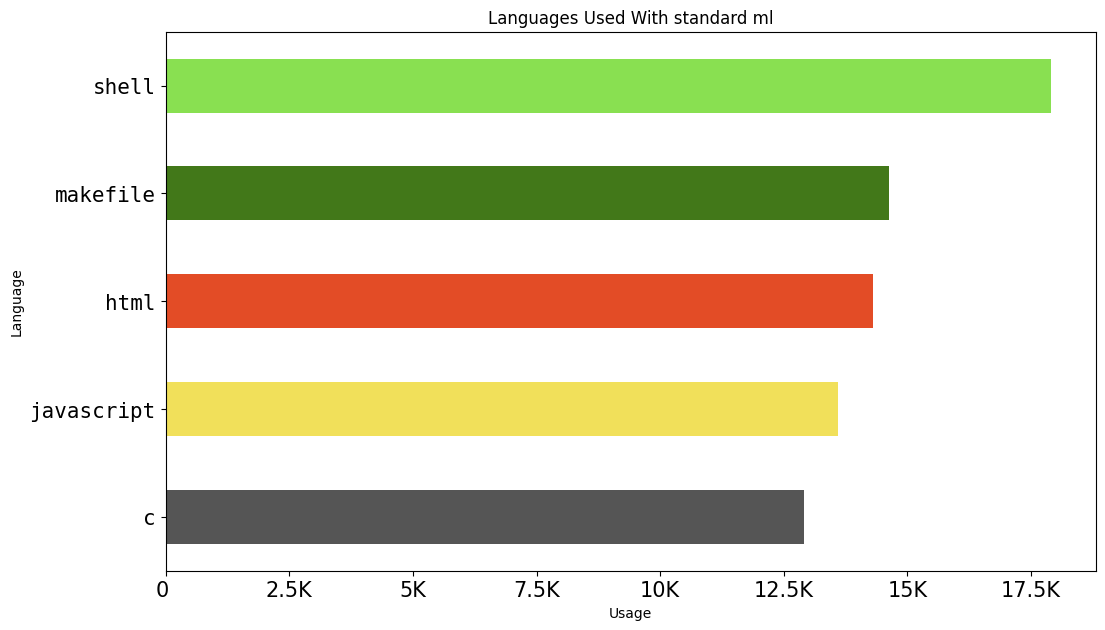 Languages Used With standard ml
shell
makefile
html
javascript
c
Language
0 2.5K 5K 7.5K 10K 12.5K 15K 17.5K
Usage